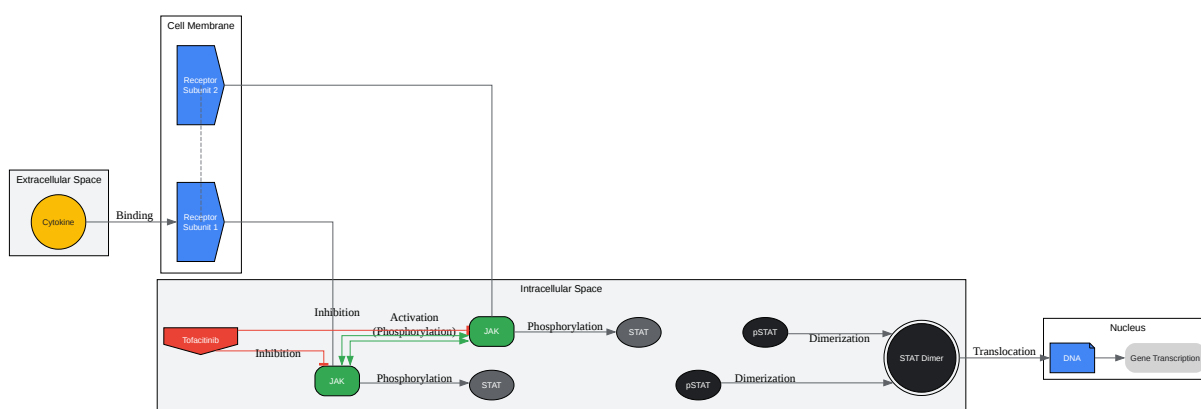 Cell Membrane
Receptor
Subunit 2
Extracellular Space
Cytokine
Binding
Receptor
Subunit 1
Intracellular Space
Tofacitinib
Inhibition
Inhibition
Activation
(Phosphorylation)
JAK
Phosphorylation
STAT
JAK
Phosphorylation
STAT
pSTAT
Dimerization
pSTAT
Dimerization
STAT Dimer
Translocation
Nucleus
DNA
Gene Transcription